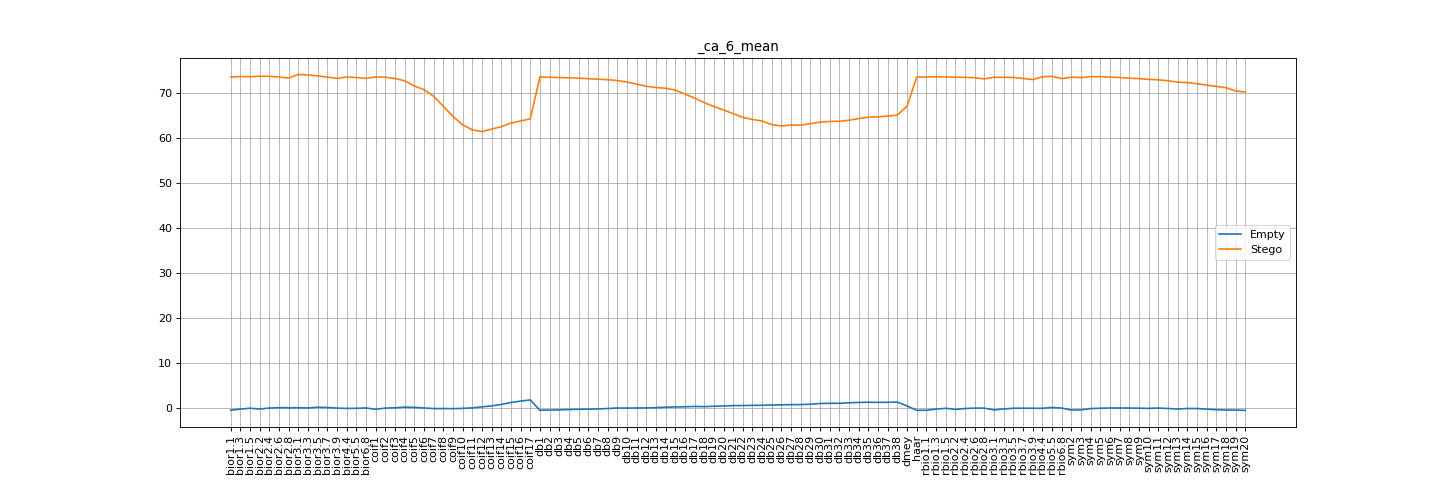 _ca_6_mean
70
60
50
40
30
20
10
0
Empty
Stego
bior1.1
bior1.3
bior1.5
bior2.2
bior2.4
bior2.6
bior2.8
bior3.1
bior3.3
bior3.5
bior3.7
bior3.9
bior4.4
bior5.5
bior6.8
coif1
coif2
coif3
coif4
coif5
coif6
coif7
coif8
coif9
coif10
coif11
coif12
coif13
coif14
coif15
coif16
coif17
db1
db2
db3
db4
db5
db6
db7
db8
db9
db10
db11
db12
db13
db14
db15
db16
db17
db18
db19
db20
db21
db22
db23
db24
db25
db26
db27
db28
db29
db30
db31
db32
db33
db34
db35
db36
db37
db38
dmey
haar
rbio1.1
rbio1.3
rbio1.5
rbio2.2
rbio2.4
rbio2.6
rbio2.8
rbio3.1
rbio3.3
rbio3.5
rbio3.7
rbio3.9
rbio4.4
rbio5.5
rbio6.8
sym2
sym3
sym4
sym5
sym6
sym7
sym8
sym9
sym10
sym11
sym12
sym13
sym14
sym15
sym16
sym17
sym18
sym19
sym20